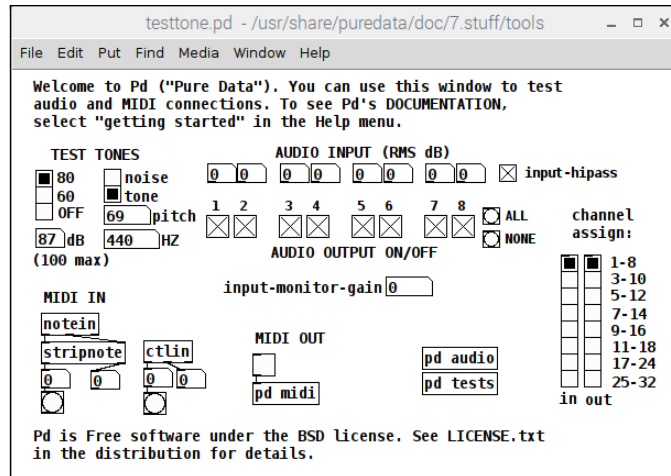 testtone.pd - /usr/share/puredata/doc/7.stuff/tools
File Edit Put Find Media Window Help
Welcome to Pd ("Pure Data"). You can use this window to test
audio and MIDI connections. To see Pd's DOCUMENTATION,
select "getting started" in the Help menu.
TEST TONES
80
60
OFF
noise
tone
69 pitch
87 dB
440 HZ
(100 max)
AUDIO INPUT (RMS dB)
0 0 0 0 0 0 0 0
input-hipass
1 2 3 4 5 6 7 8
ALL
NONE
AUDIO OUTPUT ON/OFF
channel
assign:
1-8
3-10
5-12
7-14
9-16
11-18
17-24
25-32
in out
input-monitor-gain 0
MIDI IN
notein
stripnote
0 0
ctlin
0 0
MIDI OUT
pd midi
pd audio
pd tests
Pd is Free software under the BSD license. See LICENSE.txt
in the distribution for details.